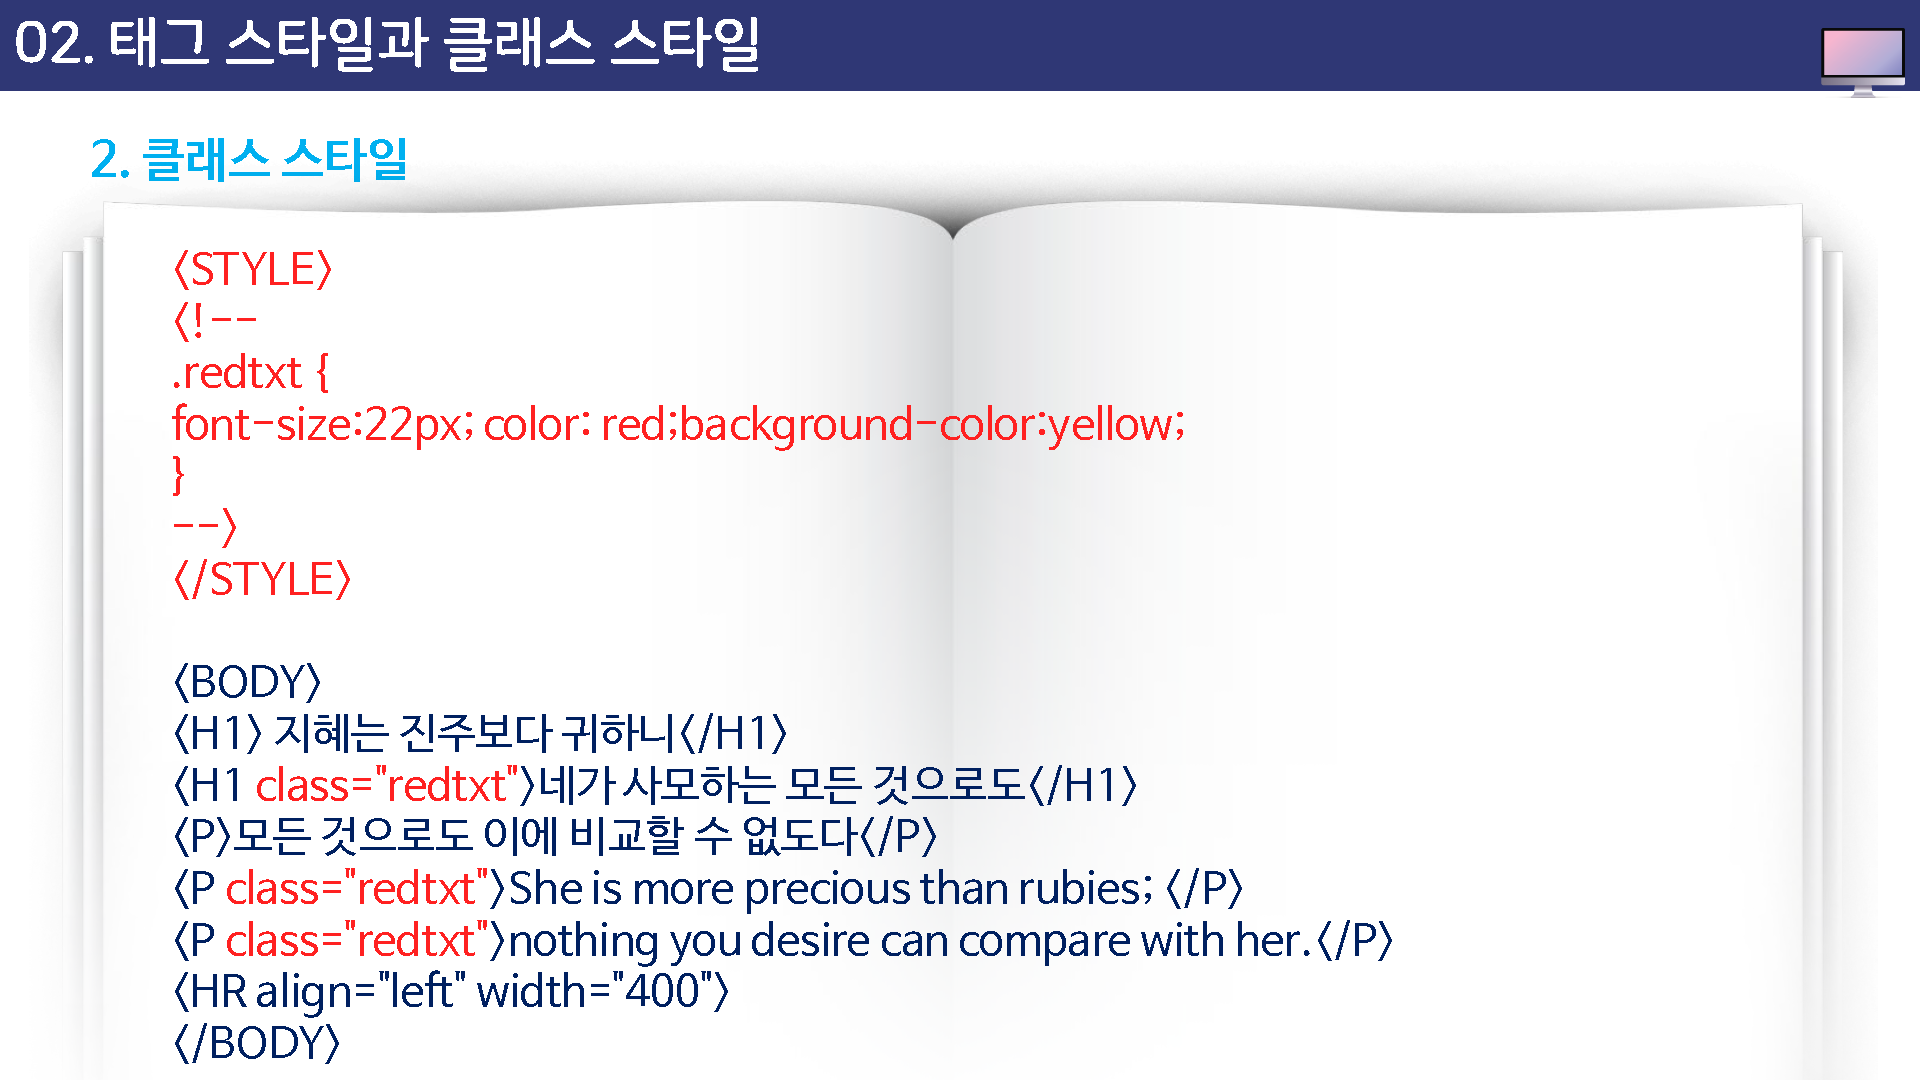 02. 태그 스타일과 클래스 스타일
2. 클래스 스타일
<STYLE>
<!--
.redtxt {
font-size:22px; color: red;background-color:yellow;
}
-->
</STYLE>
<BODY>
<H1> 지혜는 진주보다 귀하니</H1>
<H1 class="redtxt">네가 사모하는 모든 것으로도</H1>
<P>모든 것으로도 이에 비교할 수 없도다</P>
<P class="redtxt">She is more precious than rubies; </P>
<P class="redtxt">nothing you desire can compare with her.</P>
<HR align="left" width="400">
</BODY>